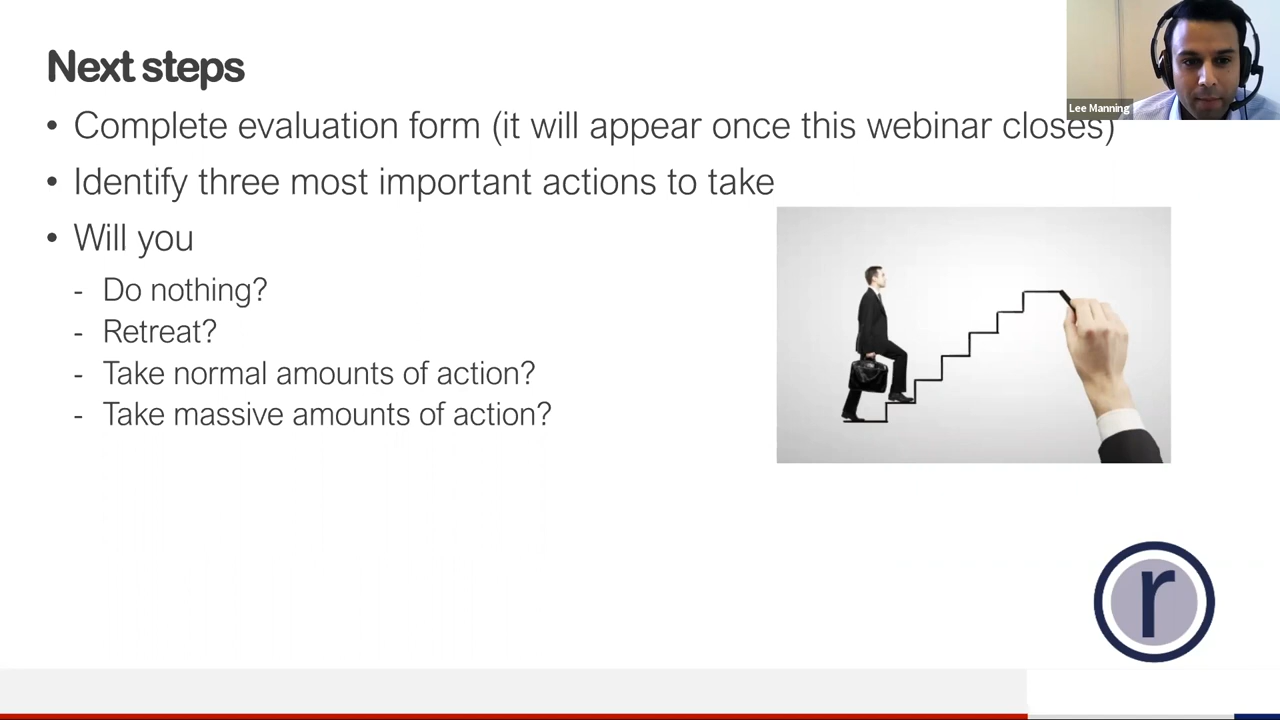 Next steps
Lee Manning
• Complete evaluation form (it will appear once this webinar closes)
• Identify three most important actions to take
• Will you
- Do nothing?
- Retreat?
- Take normal amounts of action?
- Take massive amounts of action?
r